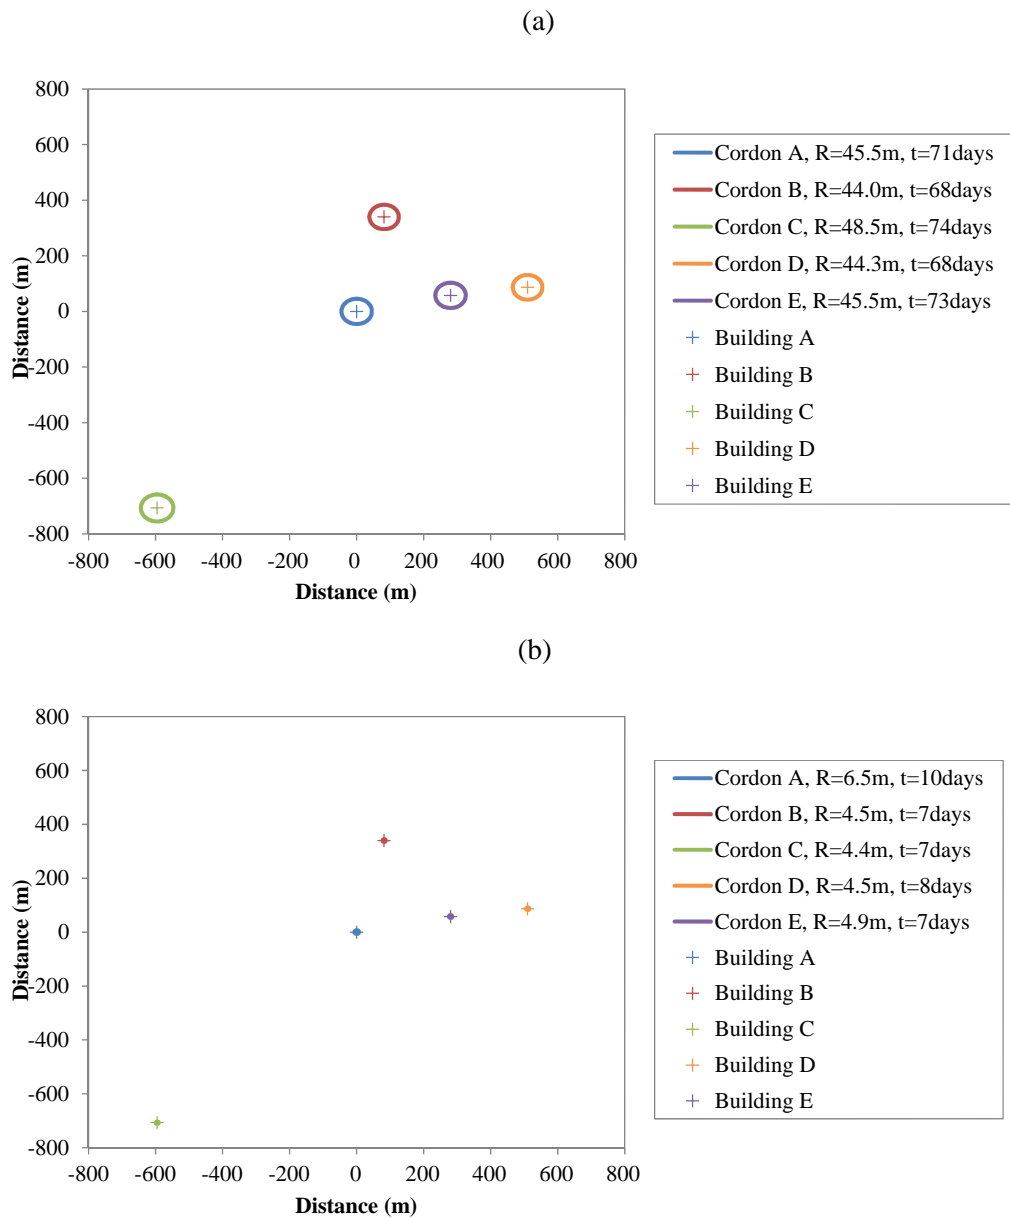 (a)
800
600
400
200
0
-200
-400
-600
-800
Distance (m)
-800
-600
-400
-200
0
200
400
600
800
Distance (m)
Cordon A, R=45.5m, t=71days
Cordon B, R=44.0m, t=68days
Cordon C, R=48.5m, t=74days
Cordon D, R=44.3m, t=68days
Cordon E, R=45.5m, t=73days
Building A
Building B
Building C
Building D
Building E
(b)
800
600
400
200
0
-200
-400
-600
-800
Distance (m)
-800
-600
-400
-200
0
200
400
600
800
Distance (m)
Cordon A, R=6.5m, t=10days
Cordon B, R=4.5m, t=7days
Cordon C, R=4.4m, t=7days
Cordon D, R=4.5m, t=8days
Cordon E, R=4.9m, t=7days
Building A
Building B
Building C
Building D
Building E